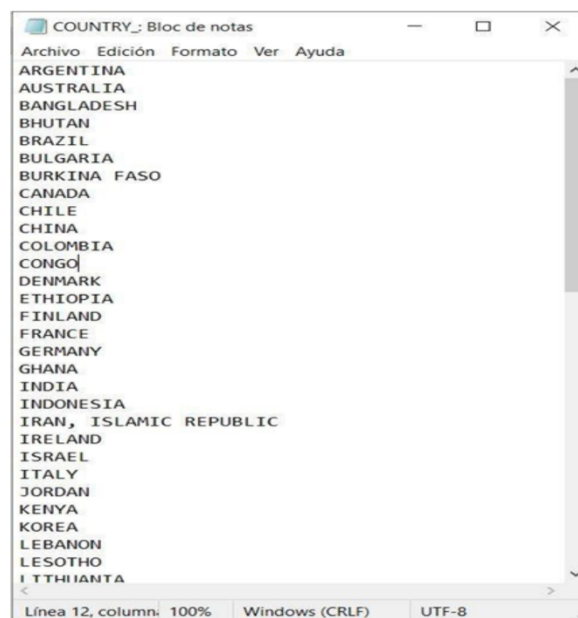 COUNTRY_: Bloc de notas
Archivo Edición Formato Ver Ayuda
ARGENTINA
AUSTRALIA
BANGLADESH
BHUTAN
BRAZIL
BULGARIA
BURKINA FASO
CANADA
CHILE
CHINA
COLOMBIA
CONGO
DENMARK
ETHIOPIA
FINLAND
FRANCE
GERMANY
GHANA
INDIA
INDONESIA
IRAN, ISLAMIC REPUBLIC
IRELAND
ISRAEL
ITALY
JORDAN
KENYA
KOREA
LEBANON
LESOTHO
LITHUANIA
Línea 12, column 100% Windows (CRLF) UTF-8